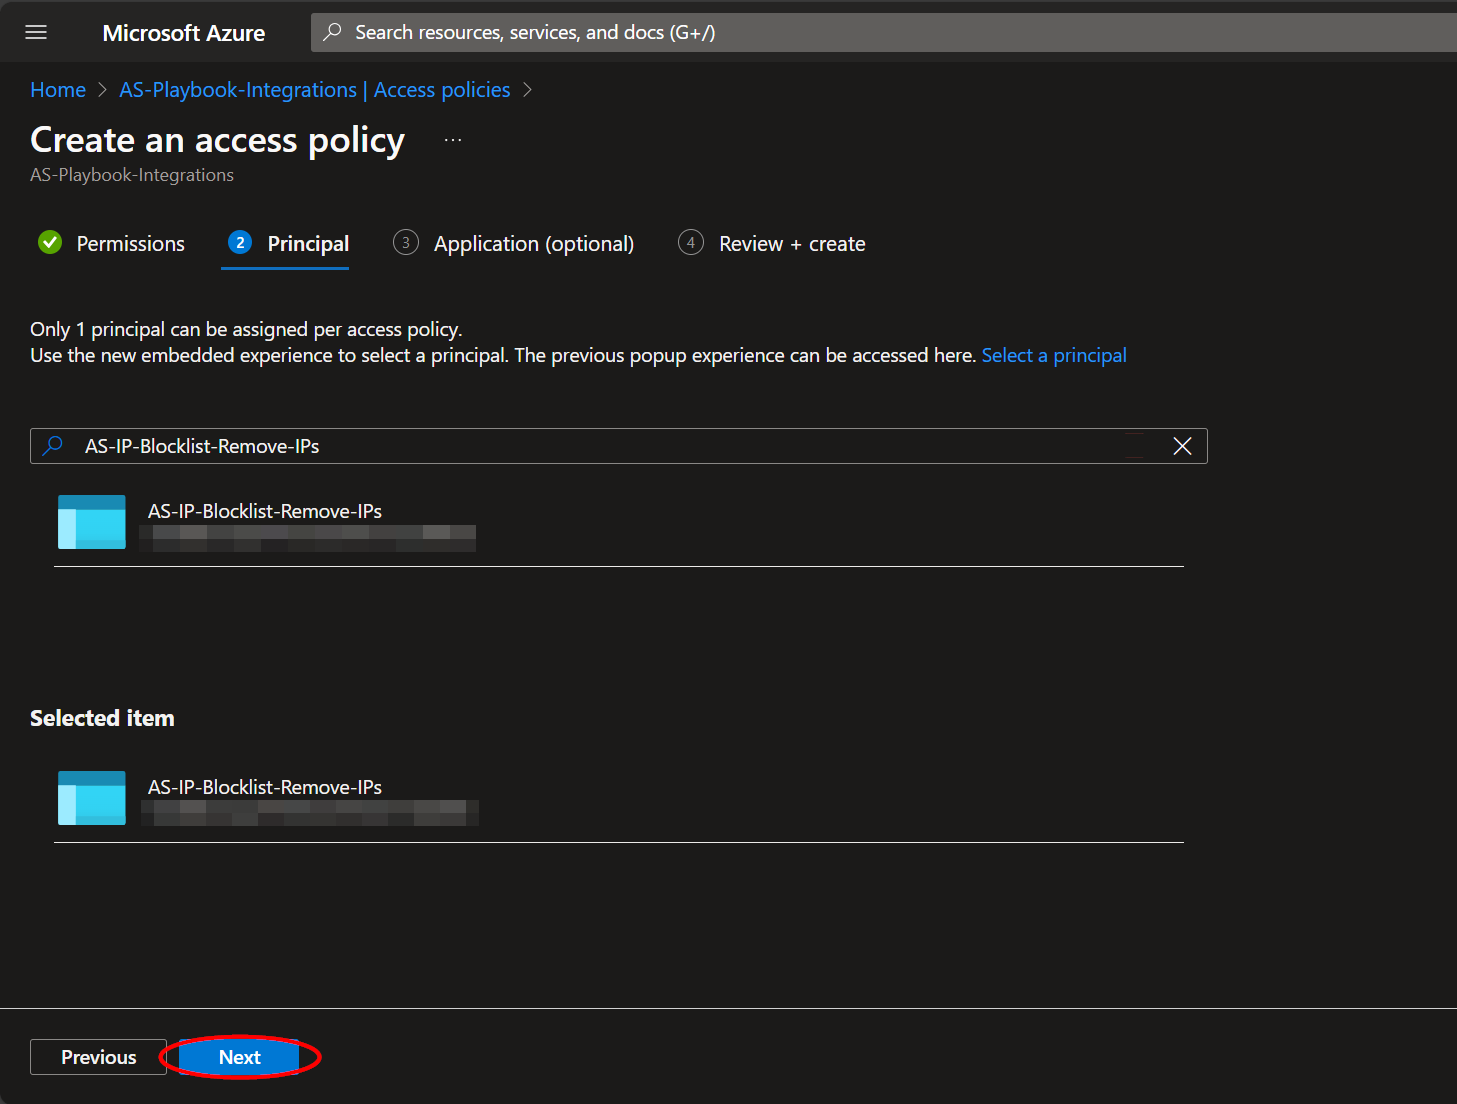 Microsoft Azure
Search resources, services, and docs (G+/)
Home > AS-Playbook-Integrations | Access policies >
Create an access policy ...
AS-Playbook-Integrations
Permissions
2 Principal
3 Application (optional)
4 Review + create
Only 1 principal can be assigned per access policy.
Use the new embedded experience to select a principal. The previous popup experience can be accessed here. Select a principal
AS-IP-Blocklist-Remove-IPs
AS-IP-Blocklist-Remove-IPs
Selected item
AS-IP-Blocklist-Remove-IPs
Previous
Next